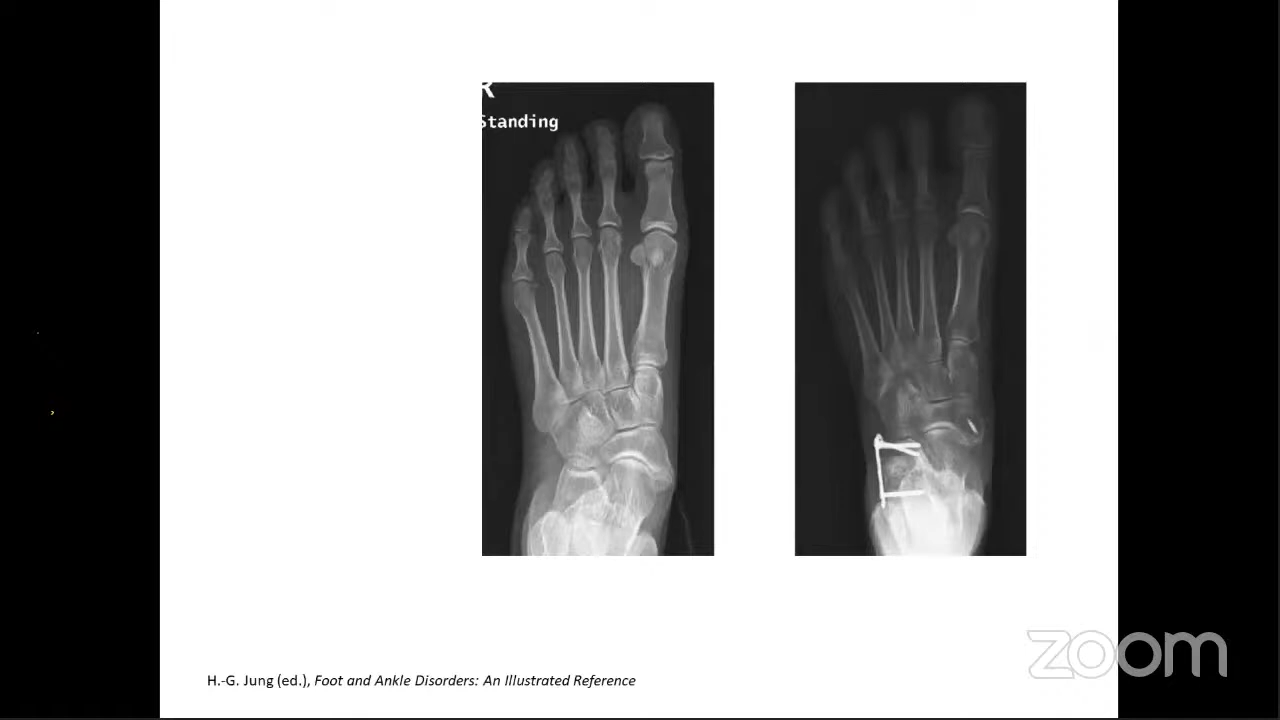 R
Standing
H.-G. Jung (ed.), Foot and Ankle Disorders: An Illustrated Reference
zoom